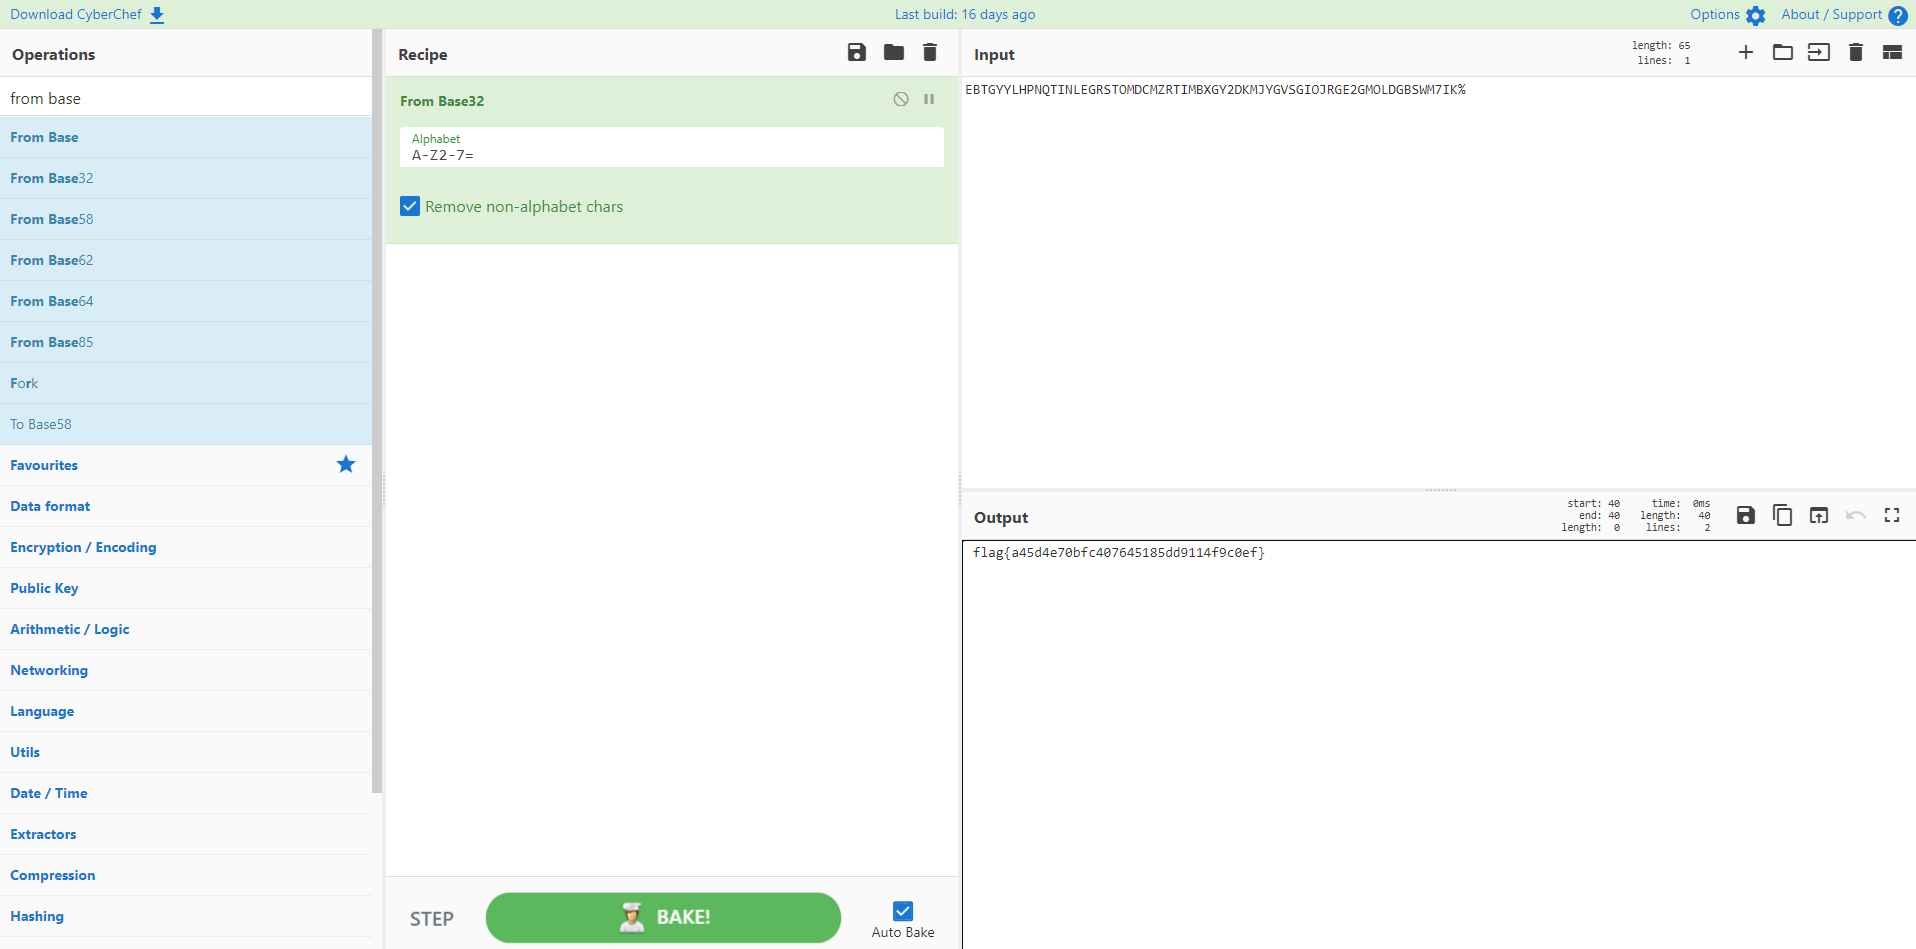 Download CyberChef
Last build: 16 days ago
Options
About / Support
Operations
from base
From Base
From Base32
From Base58
From Base62
From Base64
From Base85
Fork
To Base58
Favourites
Data format
Encryption / Encoding
Public Key
Arithmetic / Logic
Networking
Language
Utils
Date / Time
Extractors
Compression
Hashing
Recipe
From Base32
Alphabet
A-Z2-7=
Remove non-alphabet chars
STEP
BAKE!
Auto Bake
Input
length: 65
lines: 1
EBTGYYLHPNQTINLEGRSTOMDCMZRTIMBXGY2DKMJYGVSGIOJRGE2GMOLDGBSWM7IK%
Output
start: 40 time: 0ms
end: 40 length: 40
length: 0 lines: 2
flag{a45d4e70bfc407645185dd9114f9c0ef}